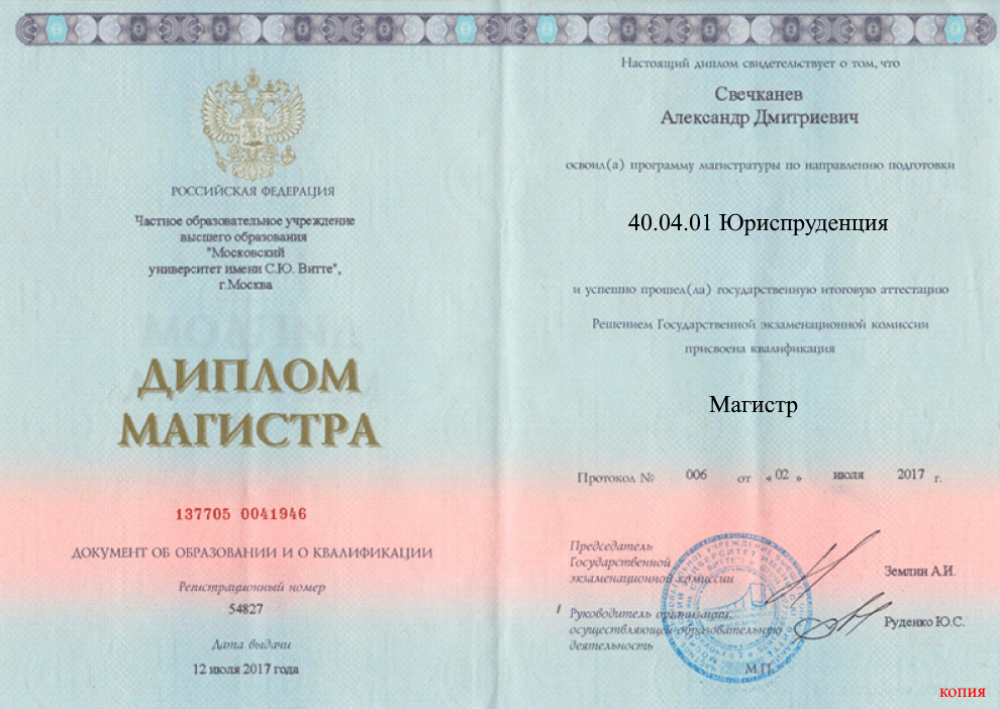 РОССИЙСКАЯ ФЕДЕРАЦИЯ
Частное образовательное учреждение
высшего образования
"Московский
университет имени С.Ю. Витте",
г.Москва
ДИПЛОМ
МАГИСТРА
137705 0041946
ДОКУМЕНТ ОБ ОБРАЗОВАНИИ И О КВАЛИФИКАЦИИ
Регистрационный номер
54827
Дата выдачи
12 июля 2017 года
Настоящий диплом свидетельствует о том, что
Свечканев
Александр Дмитриевич
освоил(а) программу магистратуры по направлению подготовки
40.04.01 Юриспруденция
и успешно прошел(ла) государственную итоговую аттестацию
Решением Государственной экзаменационной комиссии
присвоена квалификация
Магистр
Протокол № 006 от « 02 » июля 2017 г.
Председатель
Государственной
экзаменационной комиссии
Землин А.И.
Руководитель организации,
осуществляющей образовательную
деятельность
Руденко Ю.С.
М.П.
копия